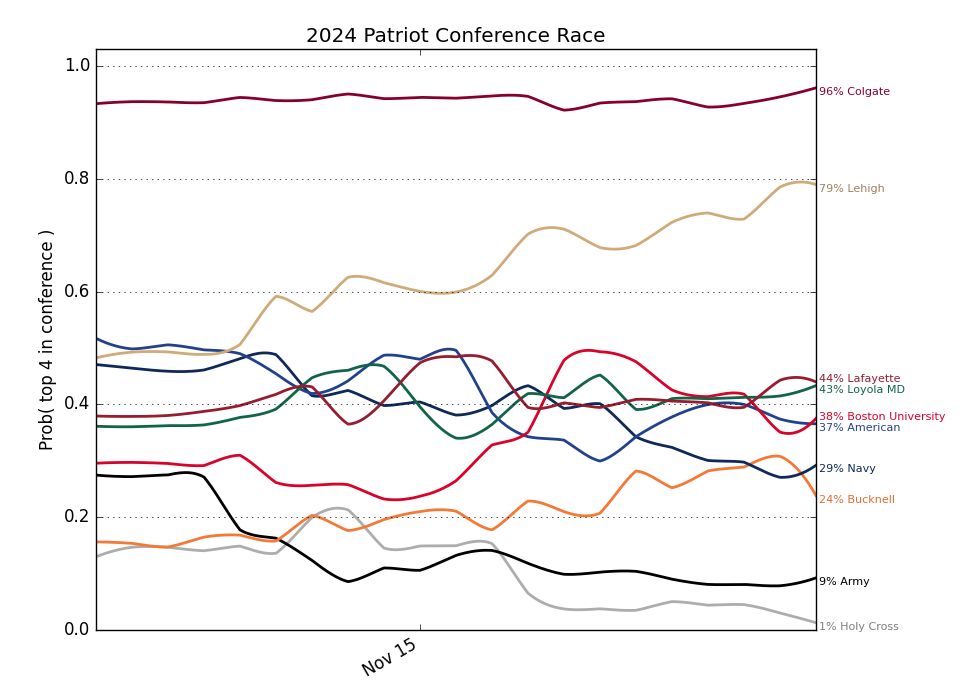 2024 Patriot Conference Race
1.0
0.8
0.6
0.4
0.2
0.0
Prob( top 4 in conference )
Nov 15
96% Colgate
79% Lehigh
44% Lafayette
43% Loyola MD
38% Boston University
37% American
29% Navy
24% Bucknell
9% Army
1% Holy Cross